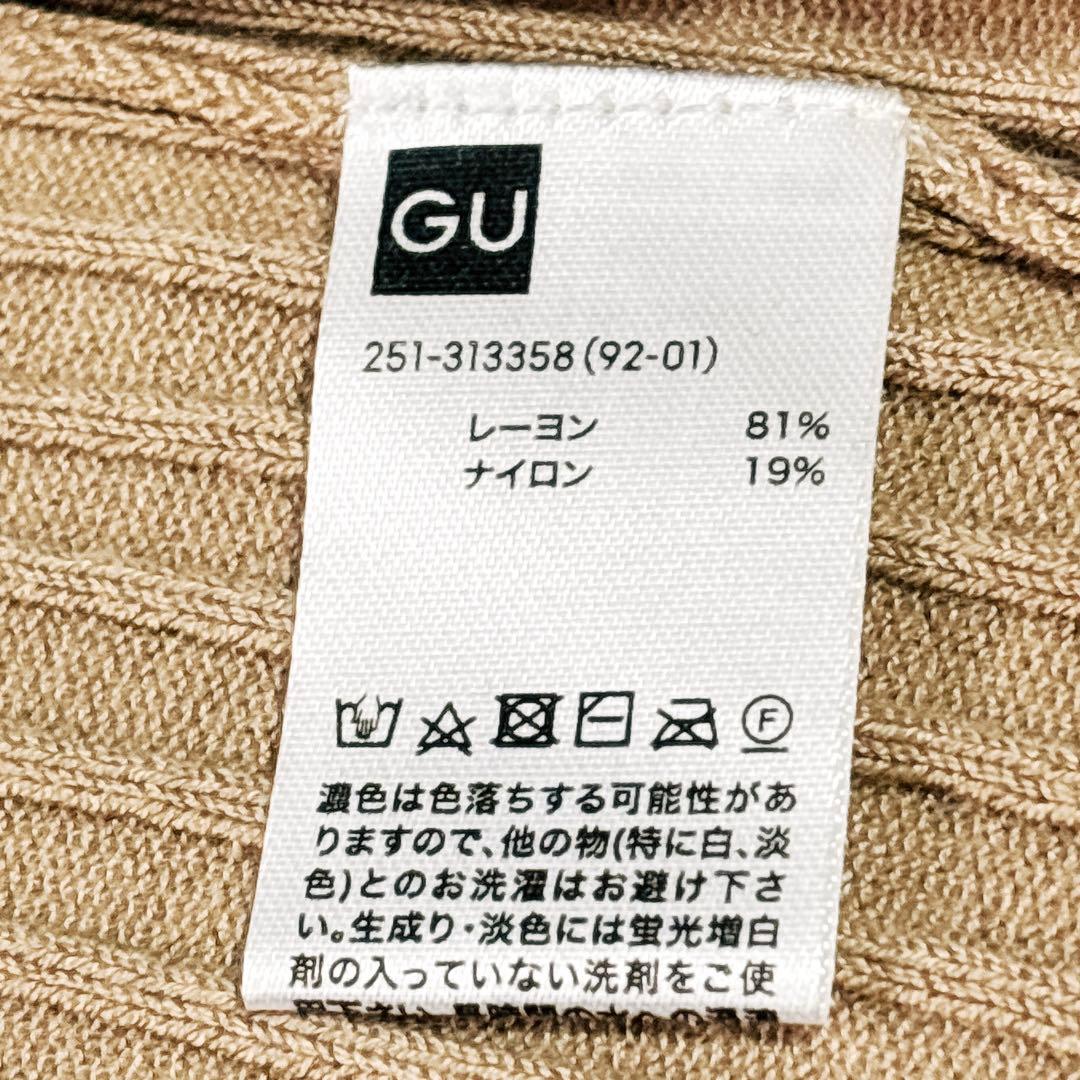 GU
251-313358(92-01)
レーヨン 81%
ナイロン 19%
F
濃色は色落ちする可能性があ
りますので、他の物(特に白、淡
色)とのお洗濯はお避け下さ
い。生成り・淡色には蛍光増白
剤の入っていない洗剤をご使